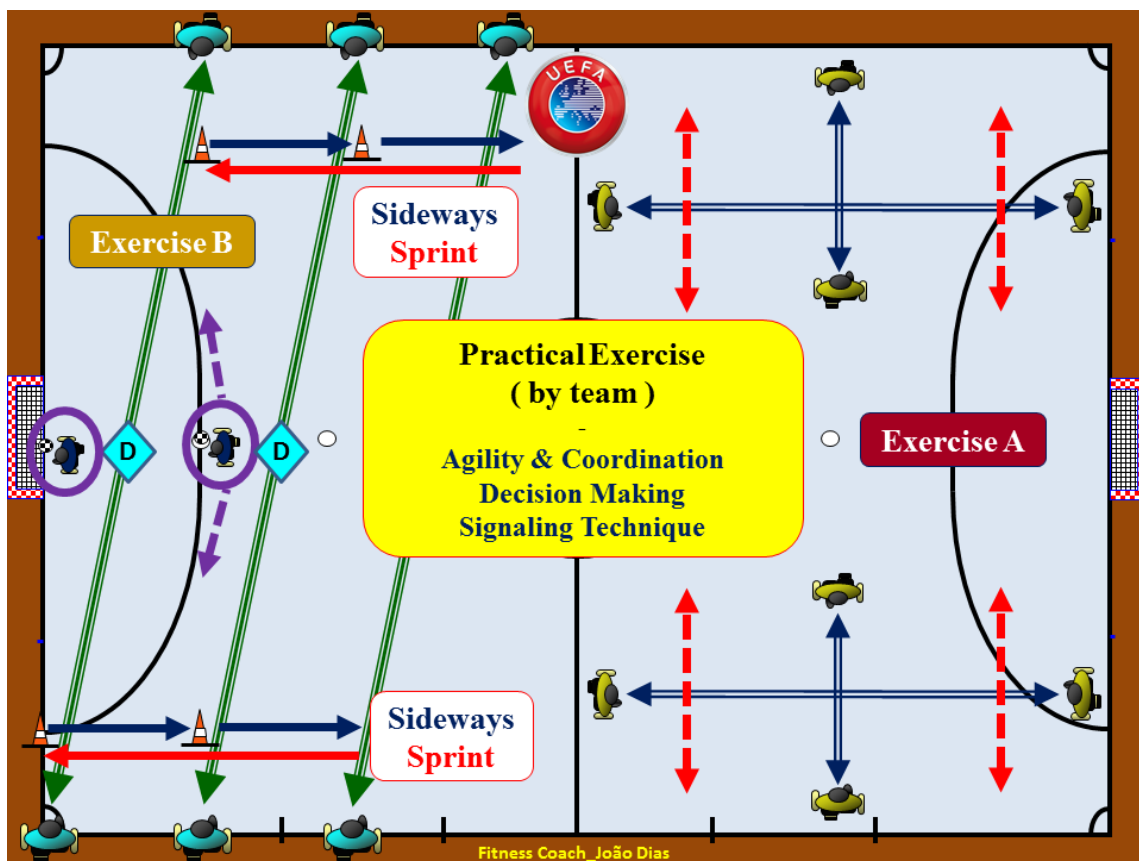 UEFA
Sideways
Sprint
Exercise B
Practical Exercise
( by team )
-
Agility & Coordination
Decision Making
Signaling Technique
Exercise A
D
D
Sideways
Sprint
Fitness Coach_João Dias